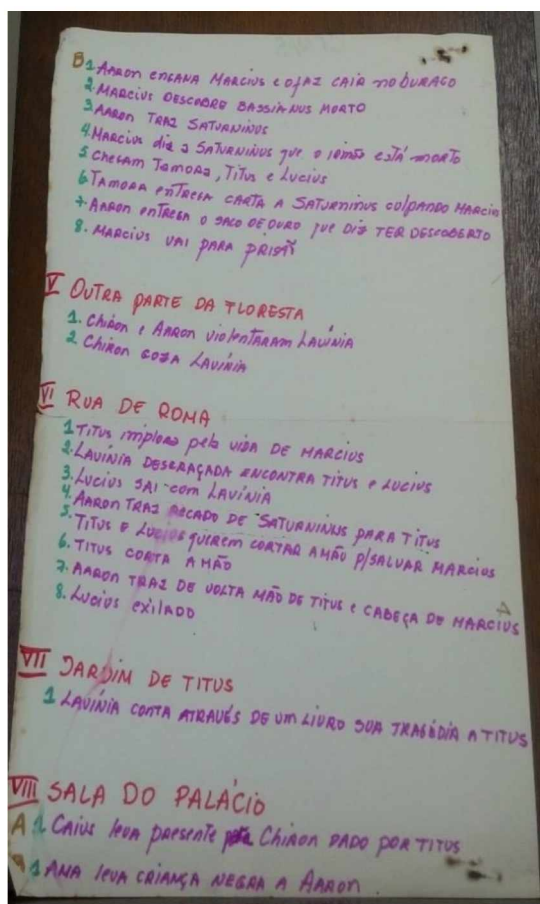 B 1. AARON ENGANA MARCIUS E O FAZ CAIR NO BURACO
2. MARCIUS DESCOBRE BASSIANUS MORTO
3. AARON TRAZ SATURNINUS
4. MARCIUS DIZ A SATURNINUS QUE O IRMÃO ESTÁ MORTO
5. CHEGAM TAMORA, TITUS E LUCIUS
6. TAMORA ENTREGA CARTA A SATURNINUS CULPANDO MARCIUS
7. AARON ENTREGA O SACO DE OURO QUE DIZ TER DESCOBERTO
8. MARCIUS VAI PARA PRISÃO
V OUTRA PARTE DA FLORESTA
1. CHIRON E AARON VIOLENTARAM LAVÍNIA
2 CHIRON GOZA LAVÍNIA
VI RUA DE ROMA
1. TITUS IMPLORA PELA VIDA DE MARCIUS
2. LAVÍNIA DESGRAÇADA ENCONTRA TITUS E LUCIUS
3. LUCIUS SAI COM LAVÍNIA
4. AARON TRAZ RECADO DE SATURNINUS PARA TITUS
5. TITUS E LUCIUS QUEREM CORTAR A MÃO P/SALVAR MARCIUS
6. TITUS CORTA A MÃO
7. AARON TRAZ DE VOLTA MÃO DE TITUS E CABEÇA DE MARCIUS
8. LUCIUS EXILADO
VII JARDIM DE TITUS
1 LAVÍNIA CONTA ATRAVÉS DE UM LIVRO SUA TRAGÉDIA A TITUS
VIII SALA DO PALÁCIO
A 1 CAIUS LEVA PRESENTE CHIRON DADO POR TITUS
B 1 AMA LEVA CRIANÇA NEGRA A AARON